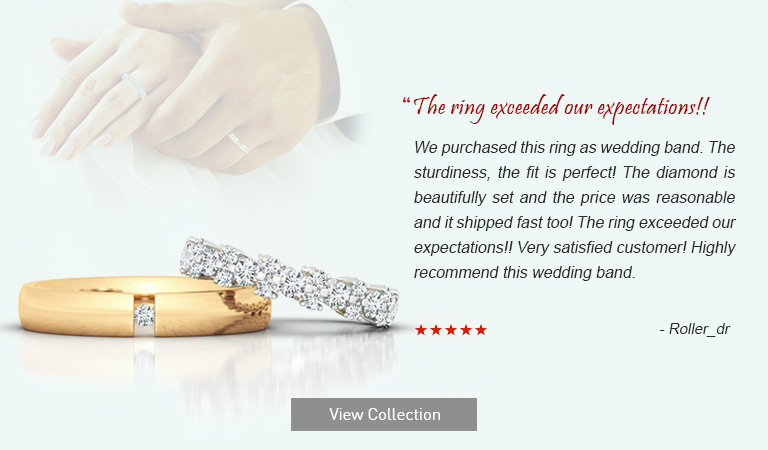 “The ring exceeded our expectations!!
We purchased this ring as wedding band. The
sturdiness, the fit is perfect! The diamond is
beautifully set and the price was reasonable
and it shipped fast too! The ring exceeded our
expectations!! Very satisfied customer! Highly
recommend this wedding band.
★★★★★ - Roller_dr
View Collection